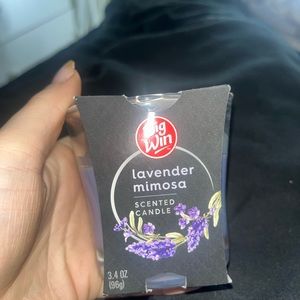 Big
Win
lavender
mimosa
SCENTED
CANDLE
3.4 OZ
(96g)